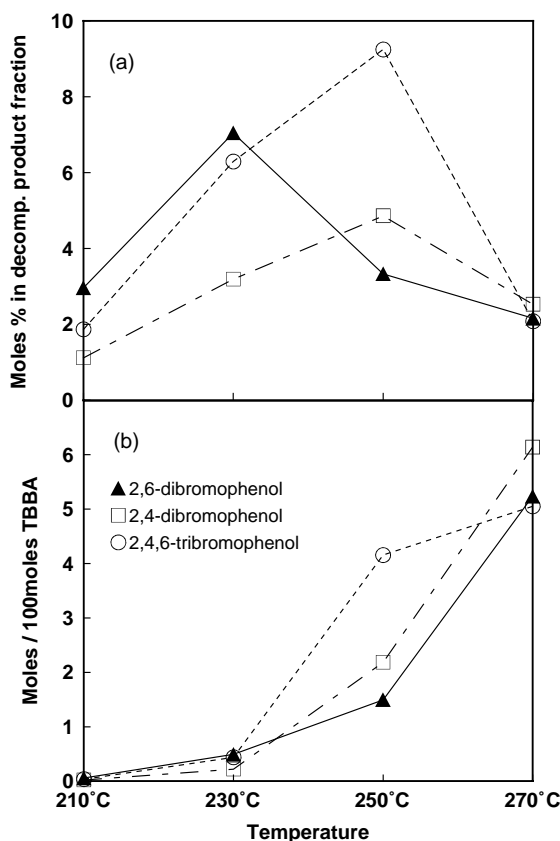 10
(a)
8
6
4
2
0
Moles % in decomp. product fraction
(b)
6
▲ 2,6-dibromophenol
□ 2,4-dibromophenol
○ 2,4,6-tribromophenol
5
4
3
2
1
0
Moles / 100moles TBBA
210˚C 230˚C 250˚C 270˚C
Temperature